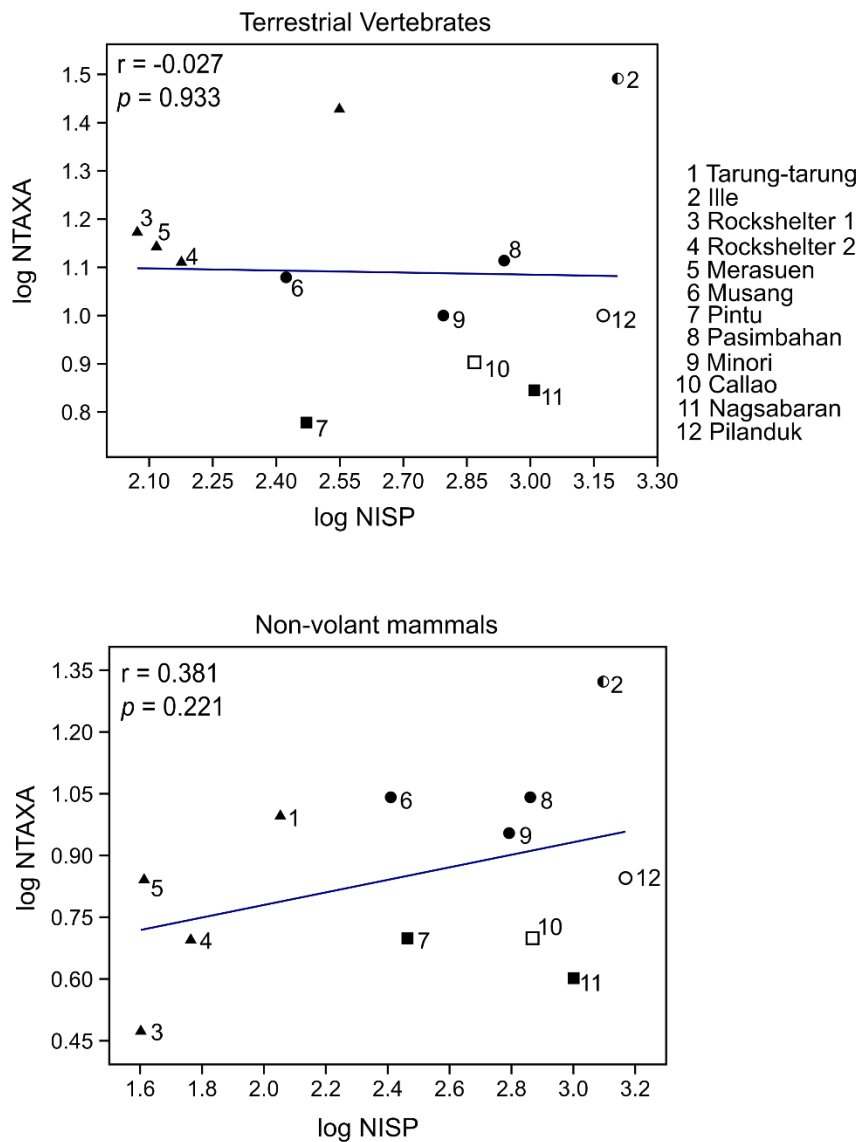 Terrestrial Vertebrates
r = -0.027
p = 0.933
log NTAXA
1.5
1.4
1.3
1.2
1.1
1.0
0.9
0.8
2
3
5
4
6
8
9
12
10
11
7
2.10 2.25 2.40 2.55 2.70 2.85 3.00 3.15 3.30
log NISP
1 Tarung-tarung
2 Ille
3 Rockshelter 1
4 Rockshelter 2
5 Merasuen
6 Musang
7 Pintu
8 Pasimbahan
9 Minori
10 Callao
11 Nagsabaran
12 Pilanduk
Non-volant mammals
r = 0.381
p = 0.221
log NTAXA
1.35
1.20
1.05
0.90
0.75
0.60
0.45
2
1
6
8
9
5
12
4
7
10
11
3
1.6 1.8 2.0 2.2 2.4 2.6 2.8 3.0 3.2
log NISP